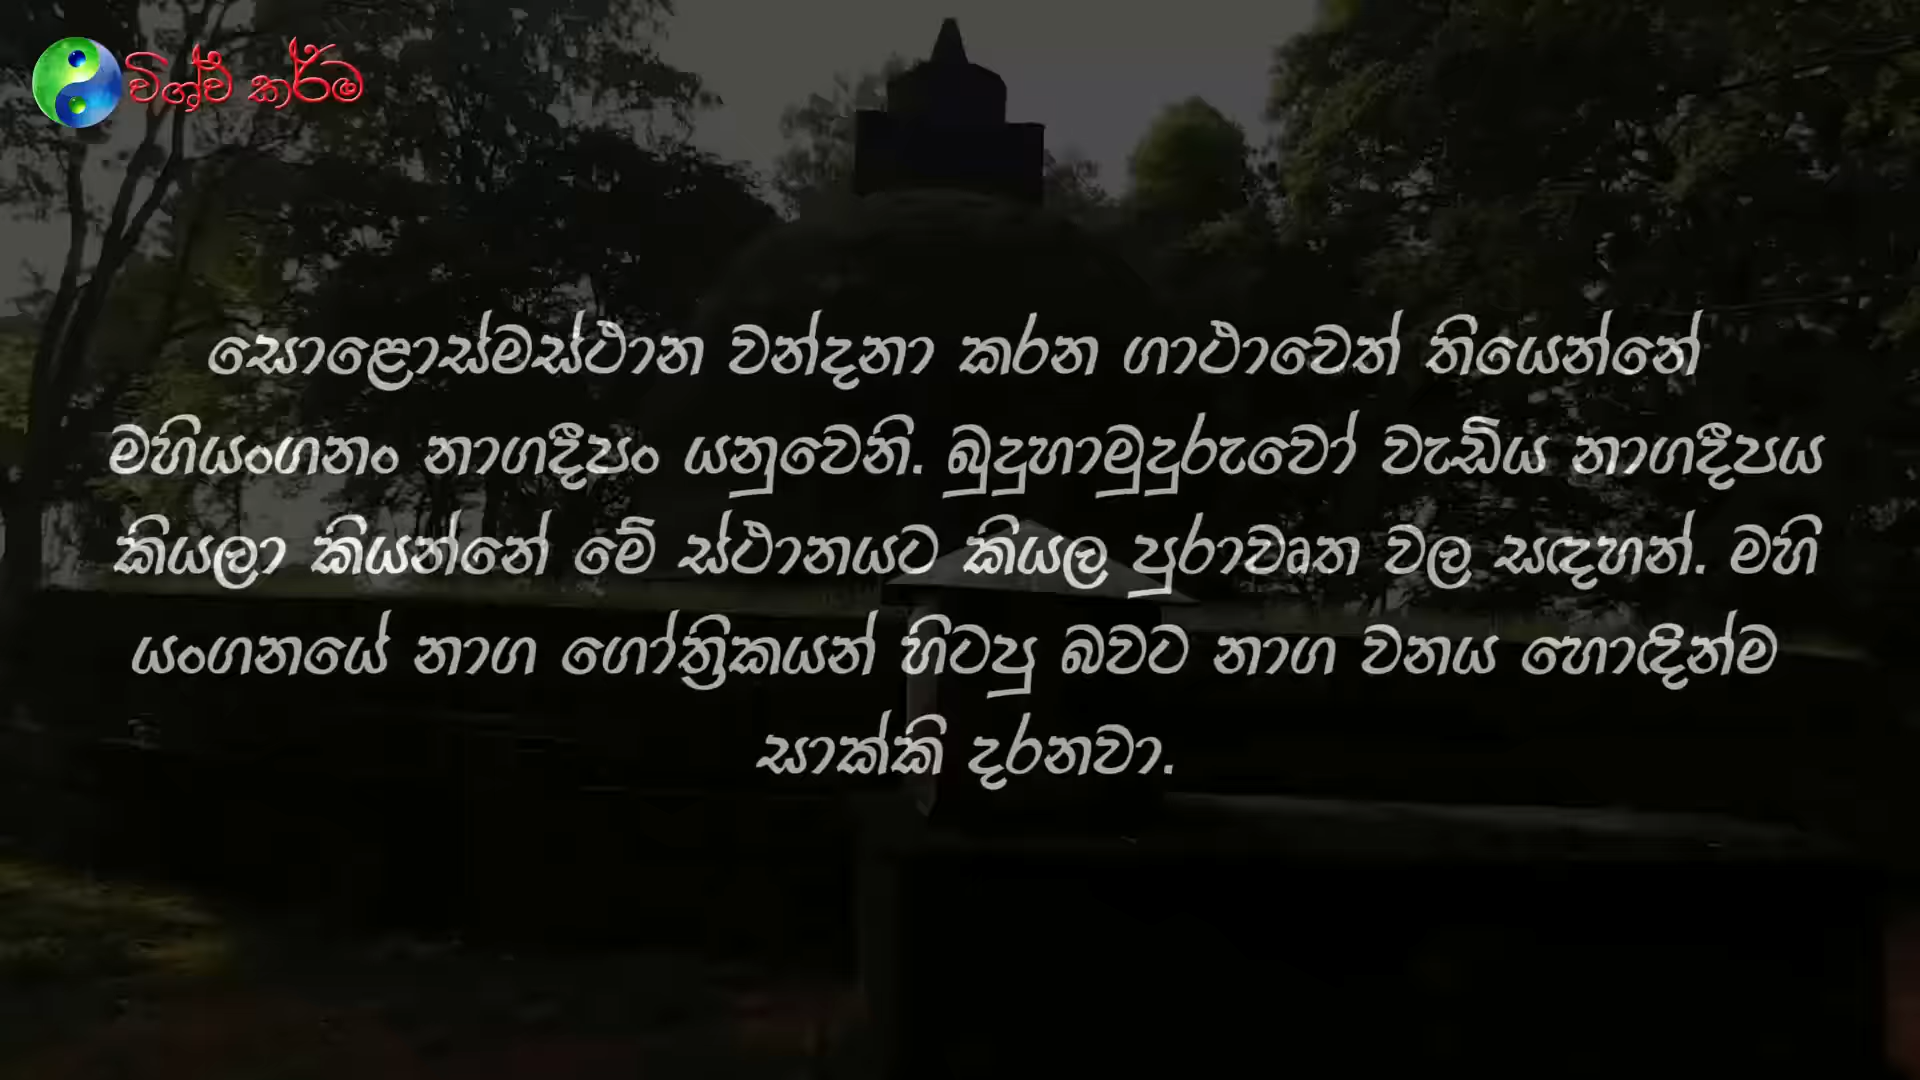 විශ්ව කර්ම
සොළොස්මස්ථාන වන්දනා කරන ගාථාවෙත් තියෙන්නේ
මහියංගනං නාගදීපං යනුවෙනි. බුදුහාමුදුරුවෝ වැඩිය නාගදීපය
කියලා කියන්නේ මේ ස්ථානයට කියල පුරාවෘත වල සඳහන්. මහි
යංගනයේ නාග ගෝත්‍රිකයන් හිටපු බවට නාග වනය හොඳින්ම
සාක්කි දරනවා.